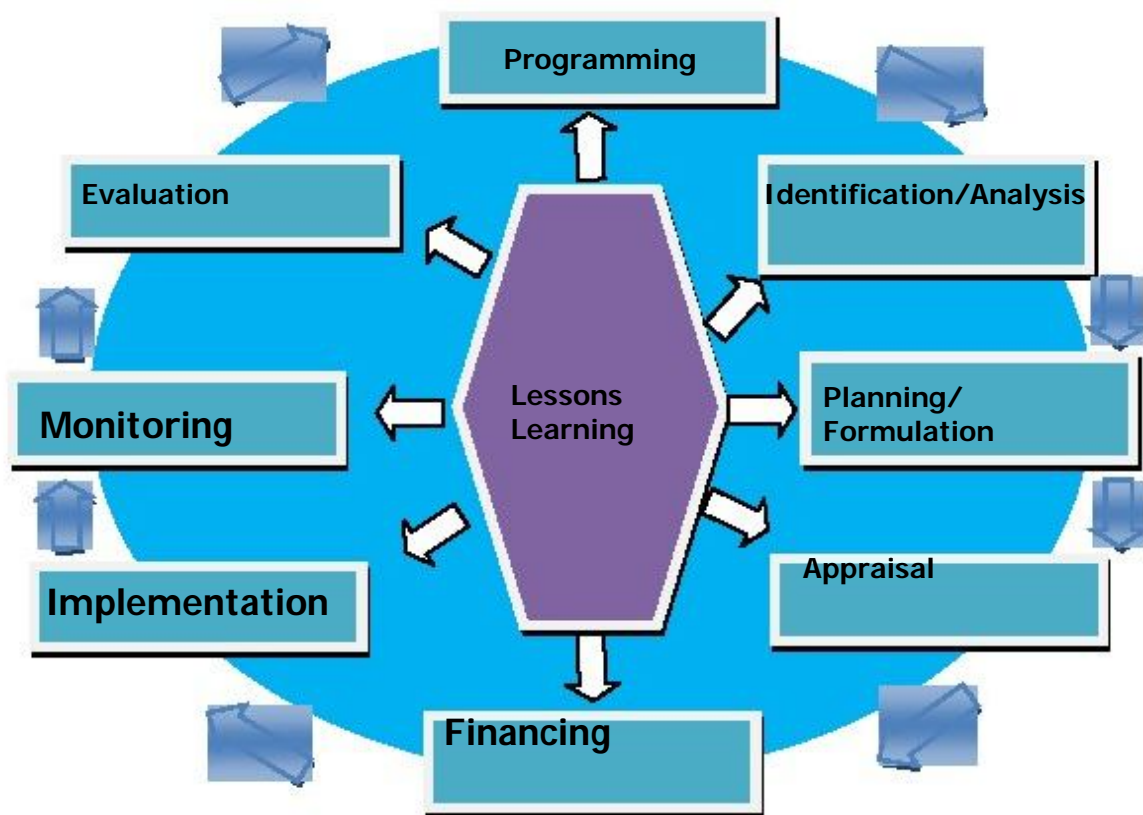 Programming
Evaluation
Identification/Analysis
Lessons
Learning
Planning/
Formulation
Monitoring
Appraisal
Implementation
Financing